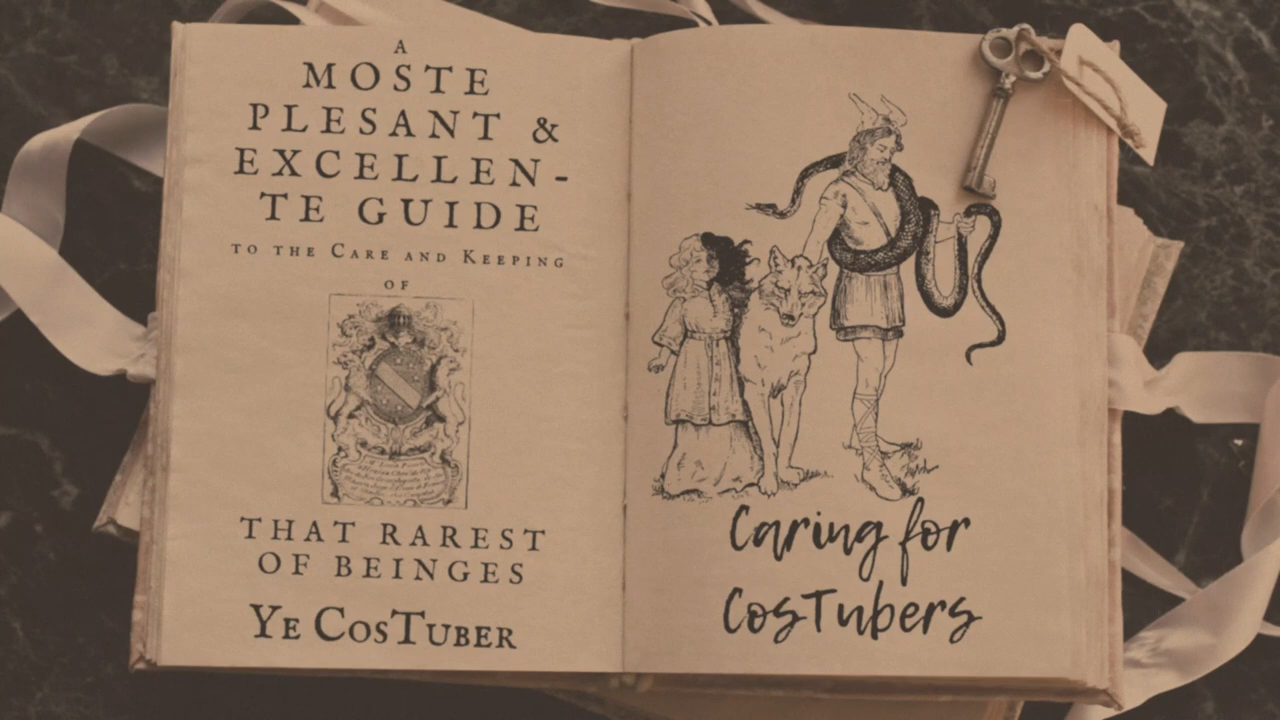 A
MOSTE
PLESANT &
EXCELLEN-
TE GUIDE
TO THE CARE AND KEEPING
OF
THAT RAREST
OF BEINGES
YE COSTUBER
Caring for
CosTubers